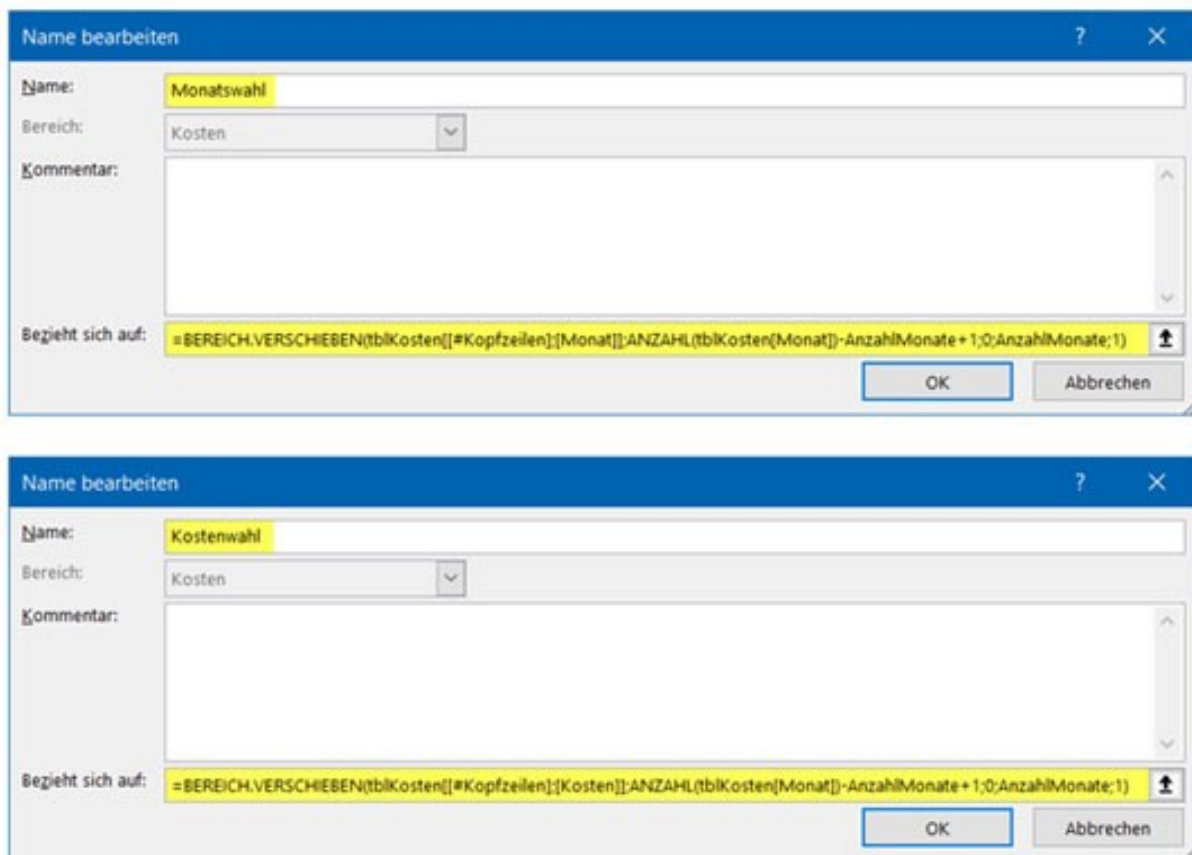 Name bearbeiten ? ×
Name: Monatswahl
Bereich: Kosten
Kommentar:
Bezieht sich auf: =BEREICH.VERSCHIEBEN(tblKosten[[#Kopfzeilen];[Monat]];ANZAHL(tblKosten[Monat])-AnzahlMonate+1;0;AnzahlMonate;1)
OK Abbrechen
Name bearbeiten ? ×
Name: Kostenwahl
Bereich: Kosten
Kommentar:
Bezieht sich auf: =BEREICH.VERSCHIEBEN(tblKosten[[#Kopfzeilen];[Kosten]];ANZAHL(tblKosten[Monat])-AnzahlMonate+1;0;AnzahlMonate;1)
OK Abbrechen